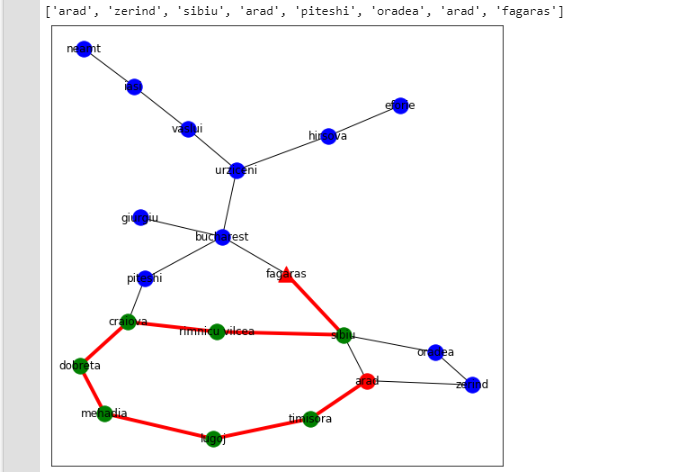 ['arad', 'zerind', 'sibiu', 'arad', 'piteshi', 'oradea', 'arad', 'fagaras']
neamt
iasi
efone
vaslui
hirsova
urziceni
giurgiu
bucharest
fagaras
piteshi
craiova
rimnicu vilcea
sibiu
oradea
dobreta
arad
zerind
mehadia
timisora
lugoj